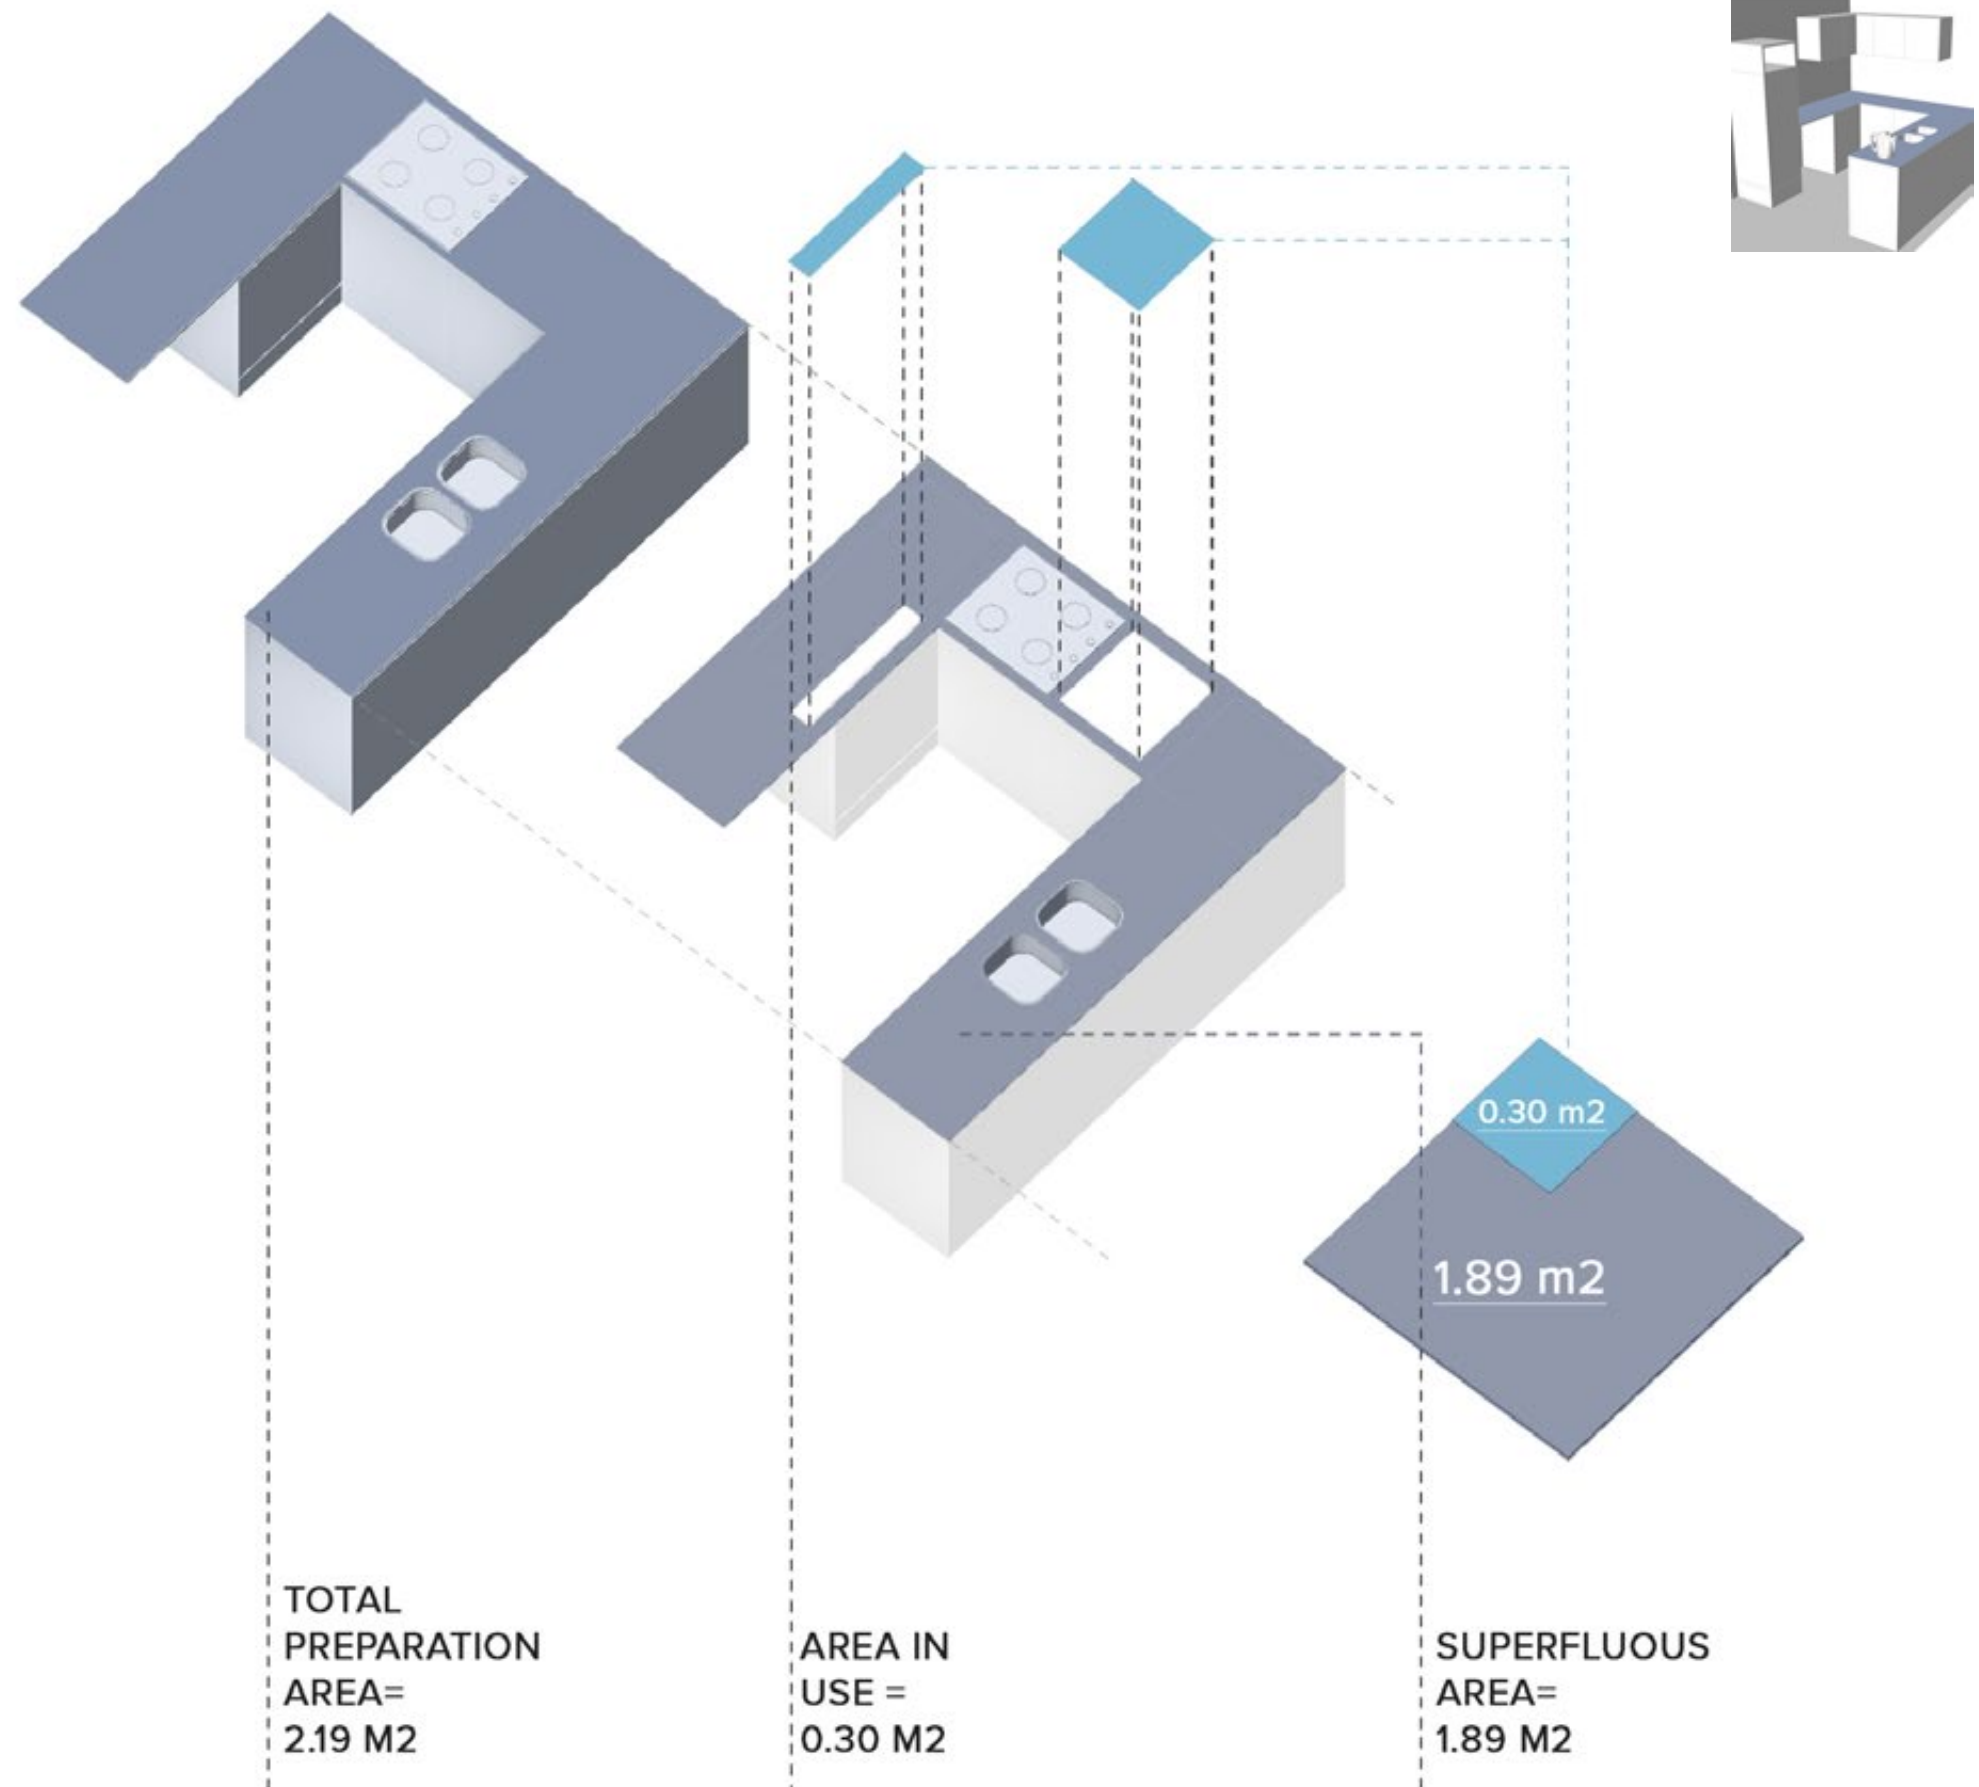 0.30 m2
1.89 m2
TOTAL
PREPARATION
AREA=
2.19 M2
AREA IN
USE =
0.30 M2
SUPERFLUOUS
AREA=
1.89 M2